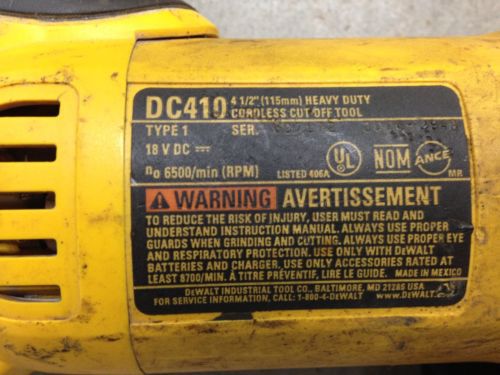 DC410 4 1/2" (115mm) HEAVY DUTY
CORDLESS CUT OFF TOOL
TYPE 1 SER.
18 V DC ⎓
n₀ 6500/min (RPM) LISTED 406A
UL NOM ANCE
MR
⚠ WARNING AVERTISSEMENT
TO REDUCE THE RISK OF INJURY, USER MUST READ AND
UNDERSTAND INSTRUCTION MANUAL. ALWAYS USE PROPER
GUARDS WHEN GRINDING AND CUTTING. ALWAYS USE PROPER EYE
AND RESPIRATORY PROTECTION. USE ONLY WITH DEWALT
BATTERIES AND CHARGER. USE ONLY ACCESSORIES RATED AT
LEAST 8700/MIN. A TITRE PRÉVENTIF, LIRE LE GUIDE. MADE IN MEXICO
DEWALT INDUSTRIAL TOOL CO., BALTIMORE, MD 21286 USA
FOR SERVICE INFORMATION, CALL: 1-800-4-DEWALT www.DEWALT.